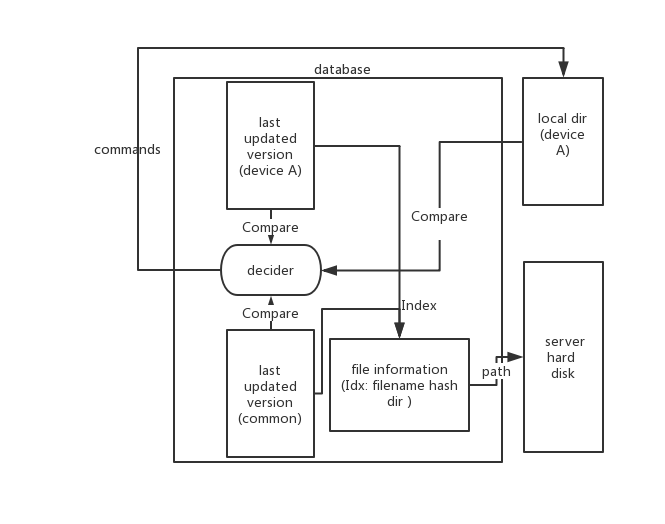 database
last
updated
version
(device A)
local dir
(device
A)
commands
Compare
Compare
decider
Compare
Index
last
updated
version
(common)
file information
(Idx: filename hash
dir )
path
server
hard
disk